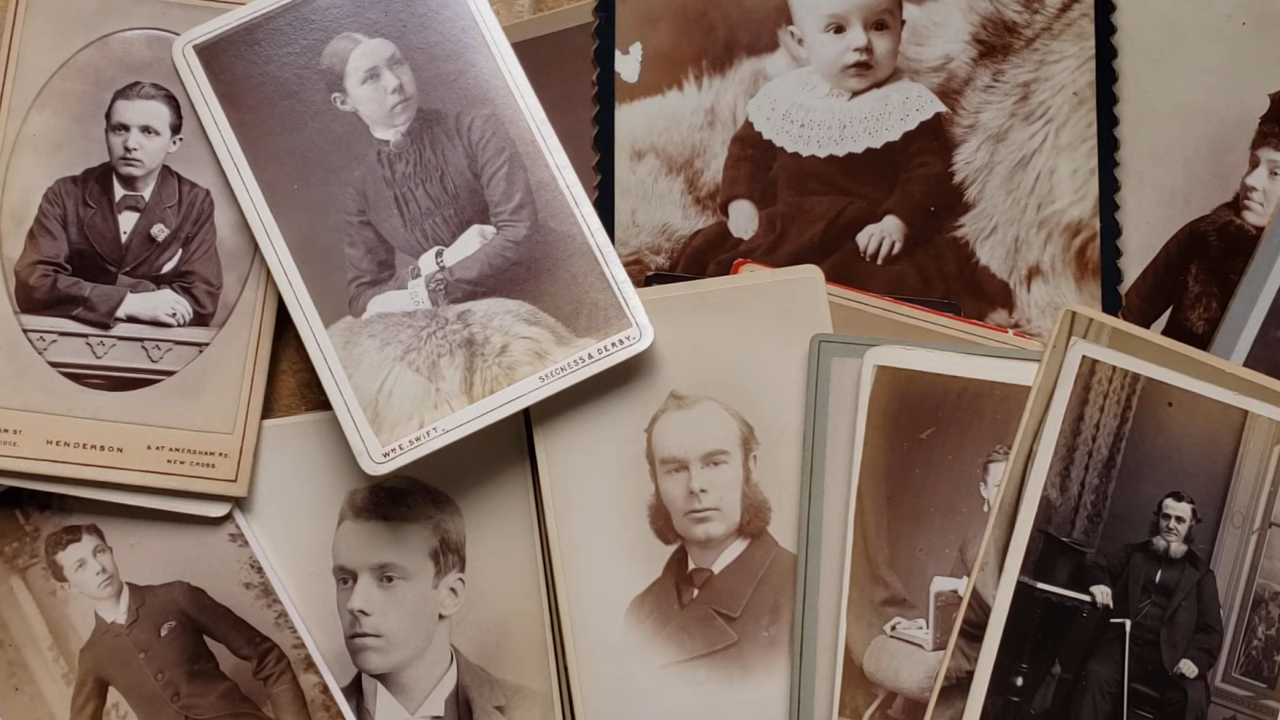 HENDERSON
& AT AMERSHAM RD.
NEW CROSS.
Wm E. SWIFT.
SKEGNESS & DERBY.